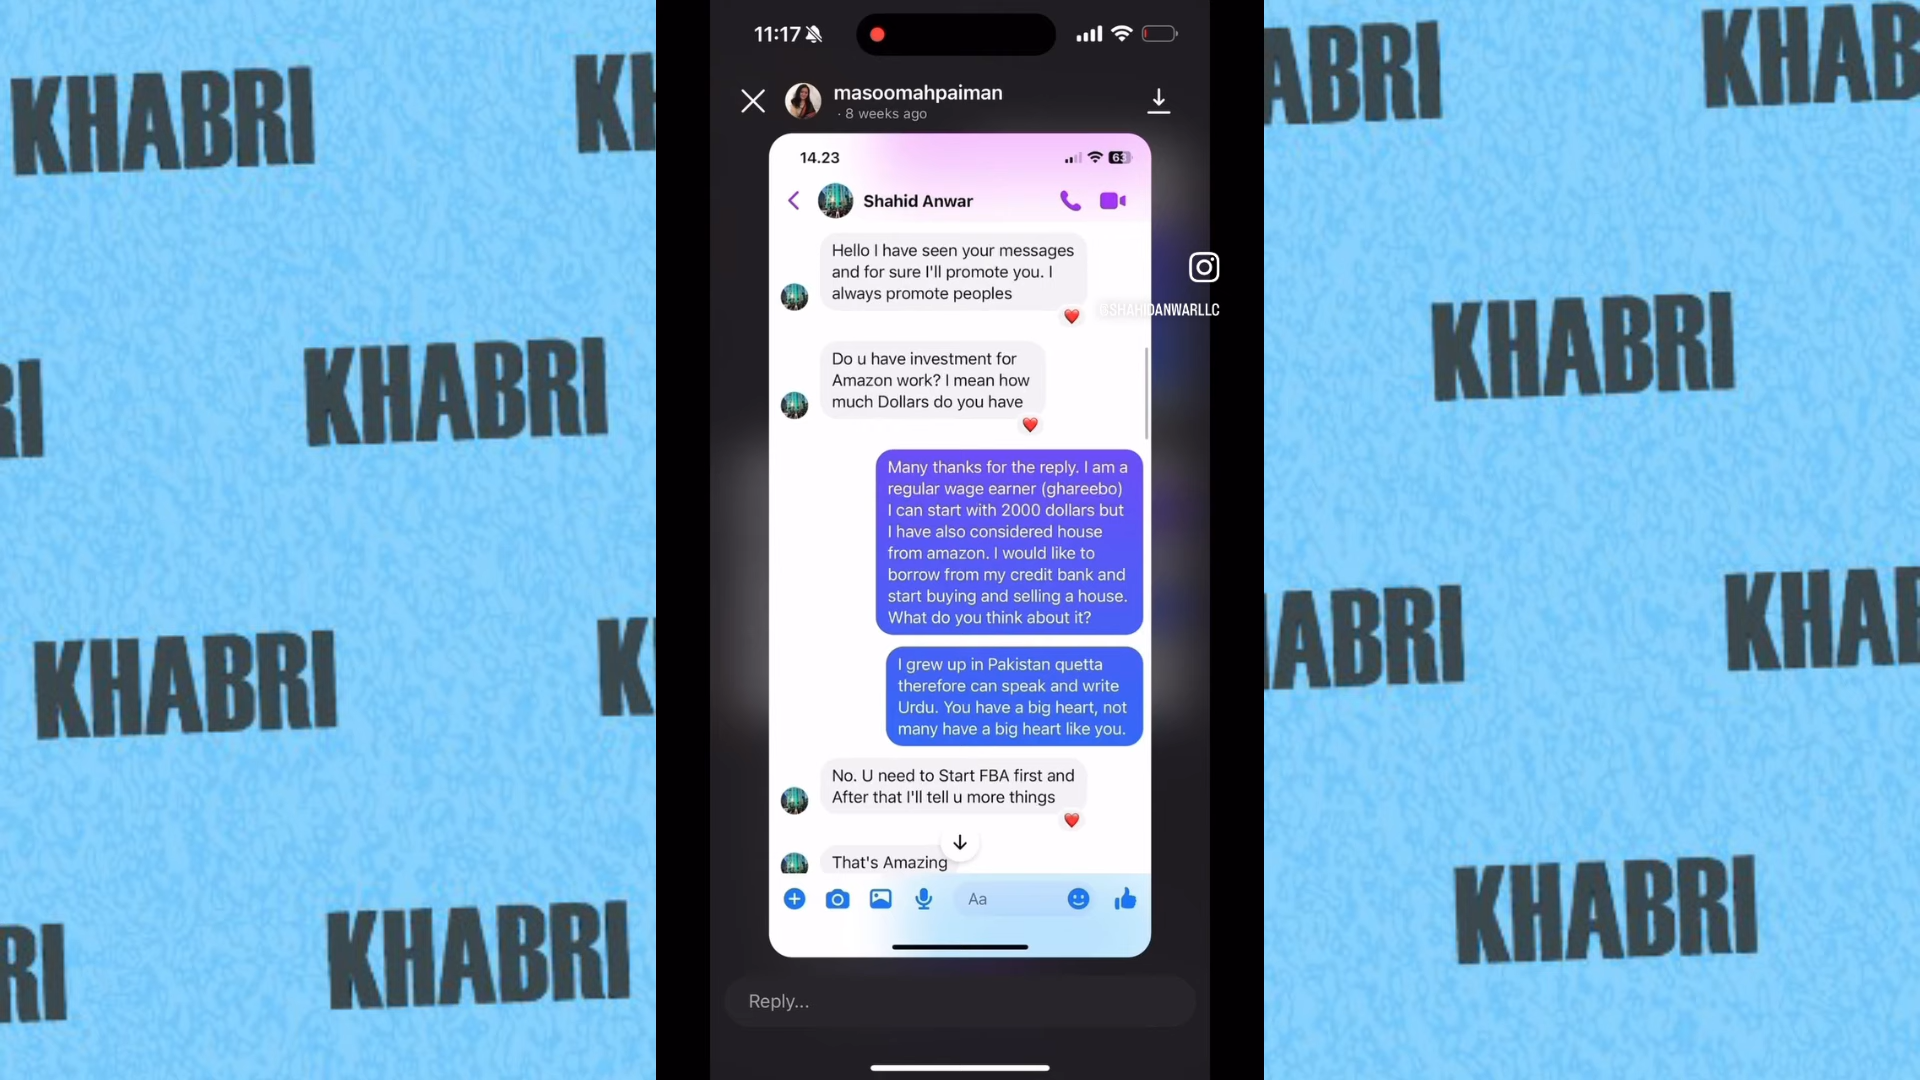 KHABRI
KHABRI
KHABRI
KHABRI
11:17
masoomahpaiman
· 8 weeks ago
14.23
63
Shahid Anwar
Hello I have seen your messages
and for sure I'll promote you. I
always promote peoples
@SHAHIDANWARLLC
Do u have investment for
Amazon work? I mean how
much Dollars do you have
Many thanks for the reply. I am a
regular wage earner (ghareebo)
I can start with 2000 dollars but
I have also considered house
from amazon. I would like to
borrow from my credit bank and
start buying and selling a house.
What do you think about it?
I grew up in Pakistan quetta
therefore can speak and write
Urdu. You have a big heart, not
many have a big heart like you.
No. U need to Start FBA first and
After that I'll tell u more things
That's Amazing
Aa
Reply...
ABRI
KHAB
KHABRI
ABRI
KHAB
KHABRI